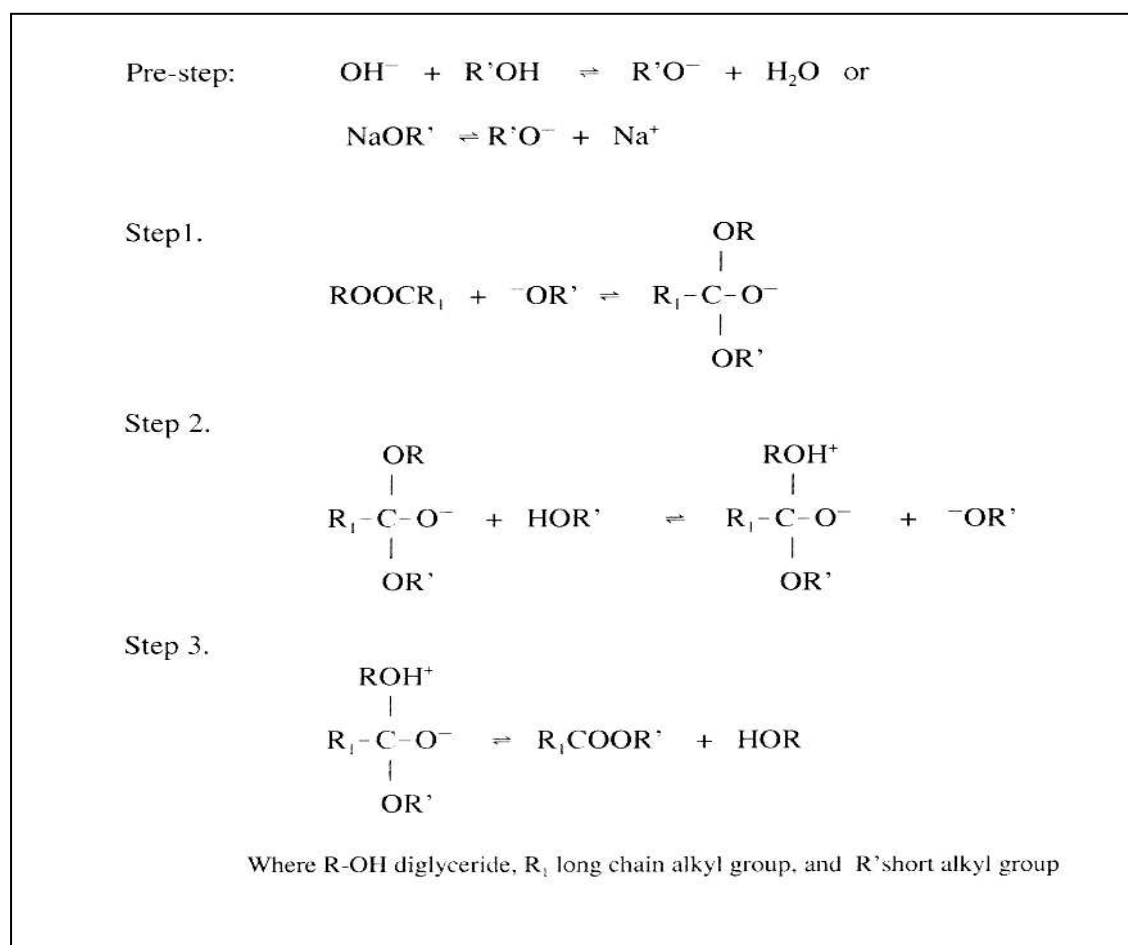 Pre-step: OH⁻ + R’OH ⇌ R’O⁻ + H₂O or
NaOR’ ⇌ R’O⁻ + Na⁺
Step1.
OR
|
ROOCR₁ + ⁻OR’ ⇌ R₁–C–O⁻
|
OR’
Step 2.
OR ROH⁺
| |
R₁–C–O⁻ + HOR’ ⇌ R₁–C–O⁻ + ⁻OR’
| |
OR’ OR’
Step 3.
ROH⁺
|
R₁–C–O⁻ ⇌ R₁COOR’ + HOR
|
OR’
Where R-OH diglyceride, R₁ long chain alkyl group, and R’short alkyl group